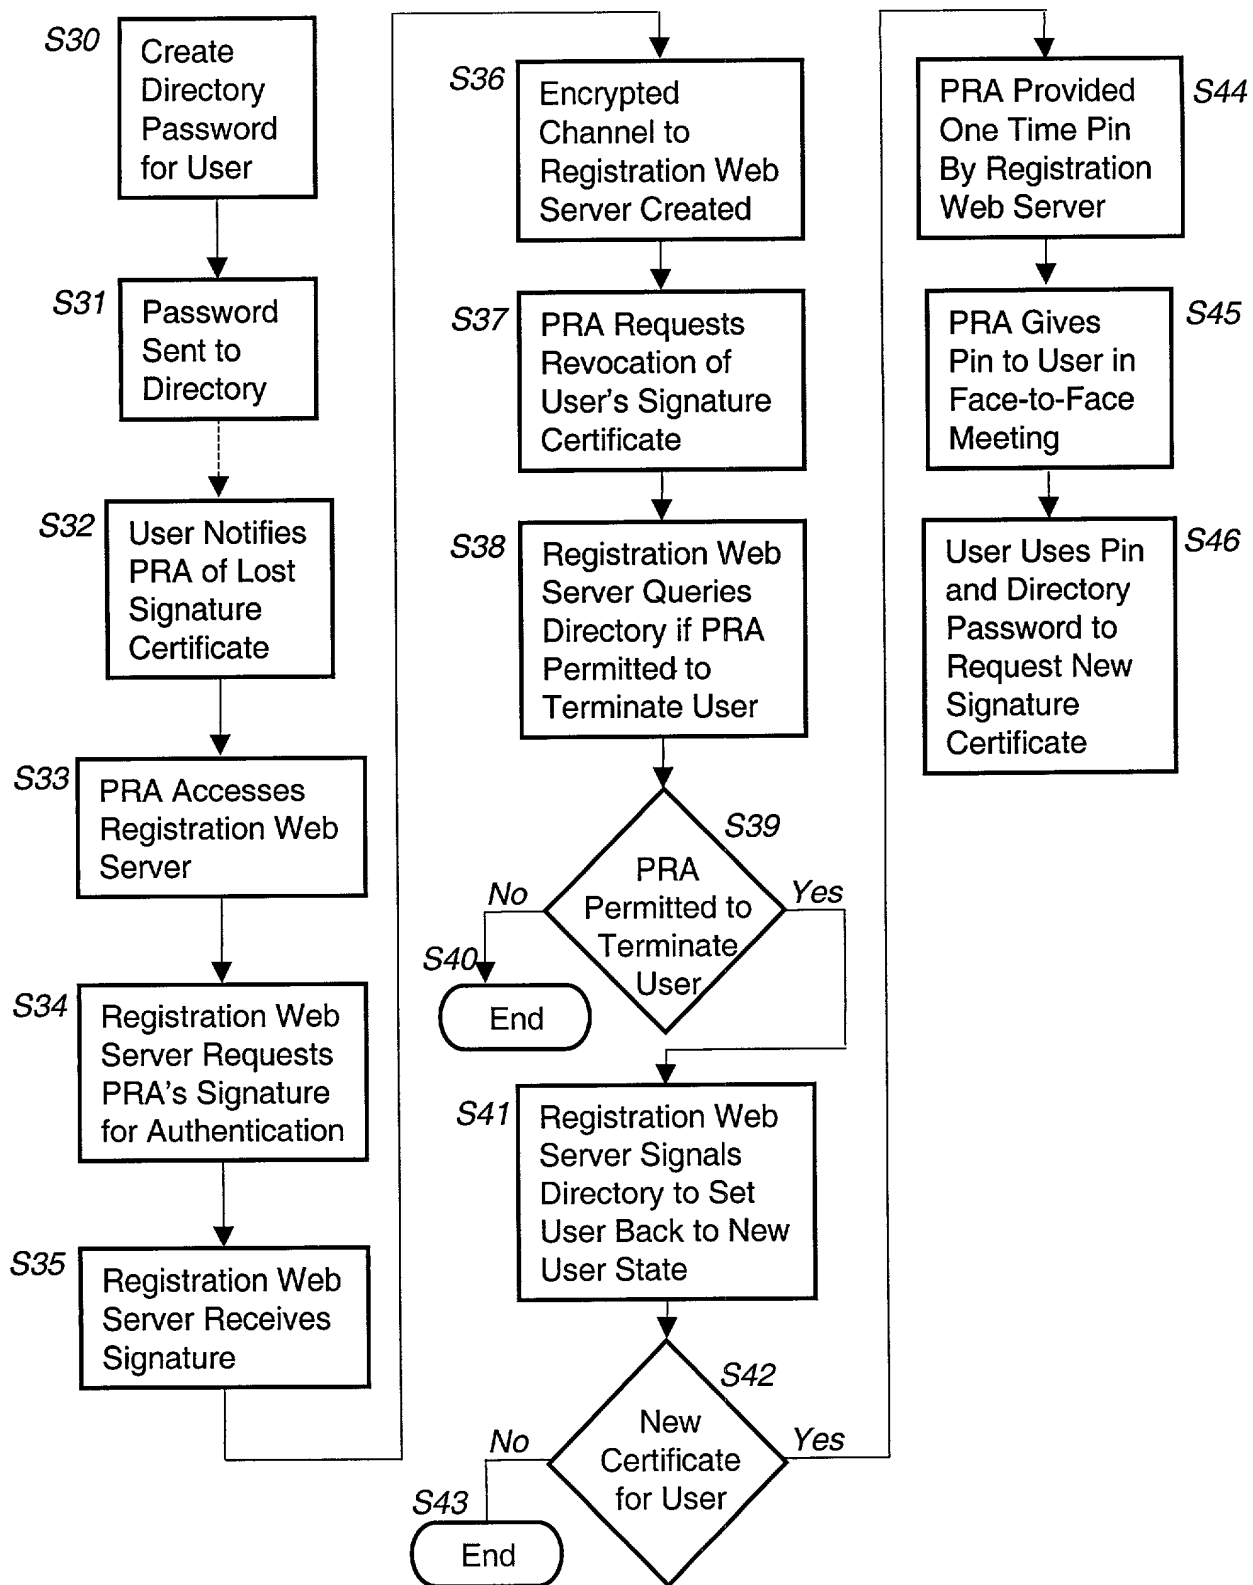 S30
Create
Directory
Password
for User
S31
Password
Sent to
Directory
S32
User Notifies
PRA of Lost
Signature
Certificate
S33
PRA Accesses
Registration Web
Server
S34
Registration Web
Server Requests
PRA's Signature
for Authentication
S35
Registration Web
Server Receives
Signature
S36
Encrypted
Channel to
Registration Web
Server Created
S37
PRA Requests
Revocation of
User's Signature
Certificate
S38
Registration Web
Server Queries
Directory if PRA
Permitted to
Terminate User
S39
PRA
Permitted to
Terminate
User
No
Yes
S40
End
S41
Registration Web
Server Signals
Directory to Set
User Back to New
User State
S42
New
Certificate
for User
No
Yes
S43
End
S44
PRA Provided
One Time Pin
By Registration
Web Server
S45
PRA Gives
Pin to User in
Face-to-Face
Meeting
S46
User Uses Pin
and Directory
Password to
Request New
Signature
Certificate